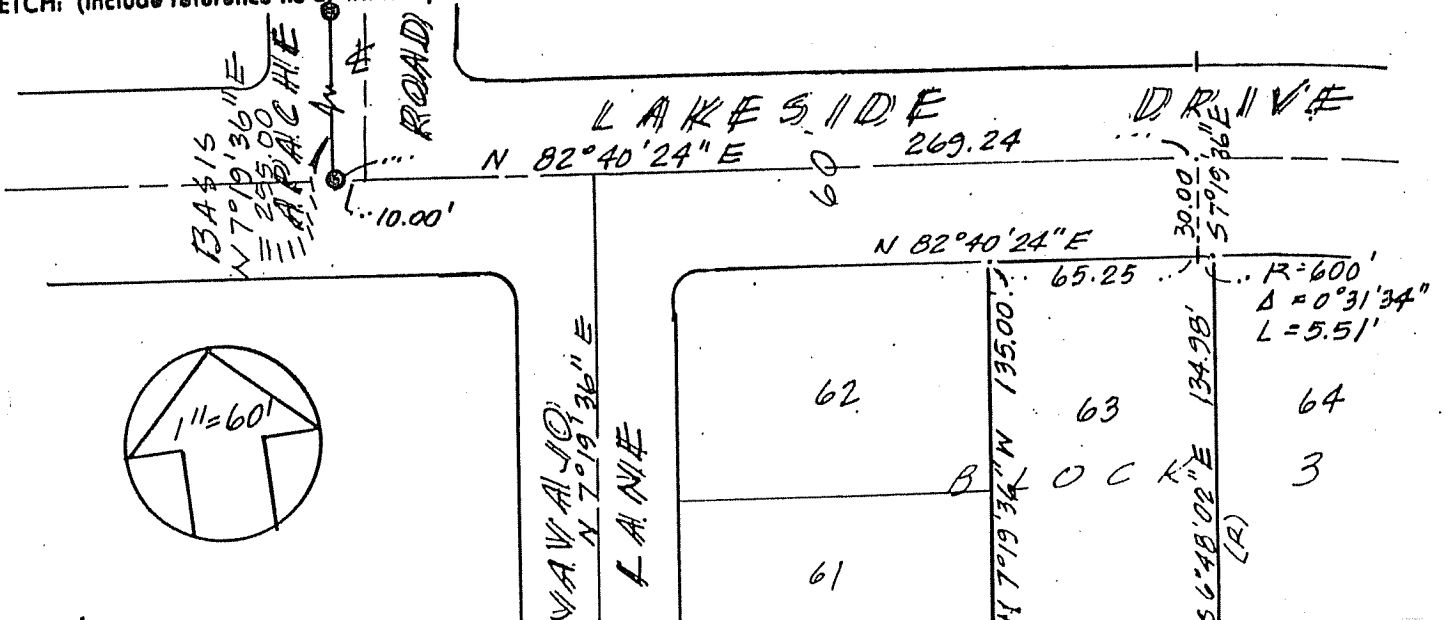 ETCH: (Include reference
BASIS
N 7°19'36" E
255.00
APACHE
ROAD
LAKESIDE DRIVE
N 82°40'24" E
269.24
60
10.00'
30.00
S 7°19'36" E
N 82°40'24" E
65.25
R=600'
Δ=0°31'34"
L=5.51'
1"=60'
NAVAJO
N 7°19'36" E
LANE
62
135.00'
N 7°19'36" W
63
134.98'
S 6°48'02" E
(R)
64
BLOCK 3
61